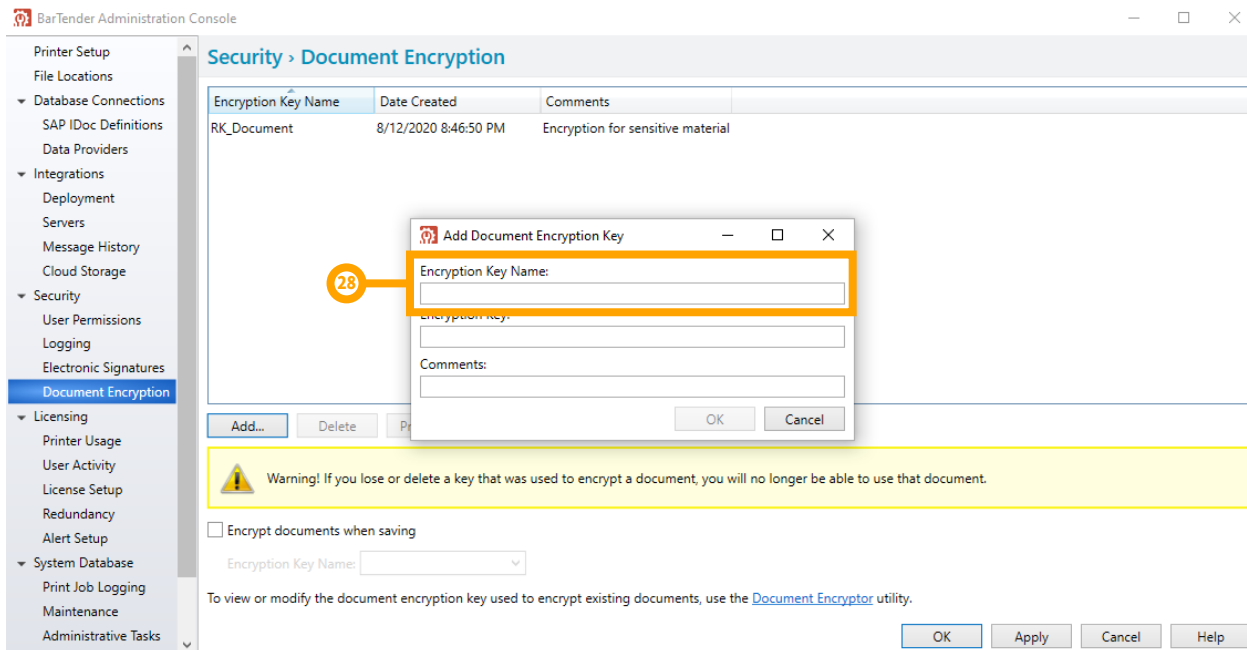 BarTender Administration Console
Printer Setup
File Locations
Database Connections
SAP IDoc Definitions
Data Providers
Integrations
Deployment
Servers
Message History
Cloud Storage
Security
User Permissions
Logging
Electronic Signatures
Document Encryption
Licensing
Printer Usage
User Activity
License Setup
Redundancy
Alert Setup
System Database
Print Job Logging
Maintenance
Administrative Tasks
Security › Document Encryption
Encryption Key Name Date Created Comments
RK_Document 8/12/2020 8:46:50 PM Encryption for sensitive material
Add Document Encryption Key
28
Encryption Key Name:
Encryption Key:
Comments:
OK Cancel
Add... Delete
Warning! If you lose or delete a key that was used to encrypt a document, you will no longer be able to use that document.
Encrypt documents when saving
Encryption Key Name:
To view or modify the document encryption key used to encrypt existing documents, use the Document Encryptor utility.
OK Apply Cancel Help